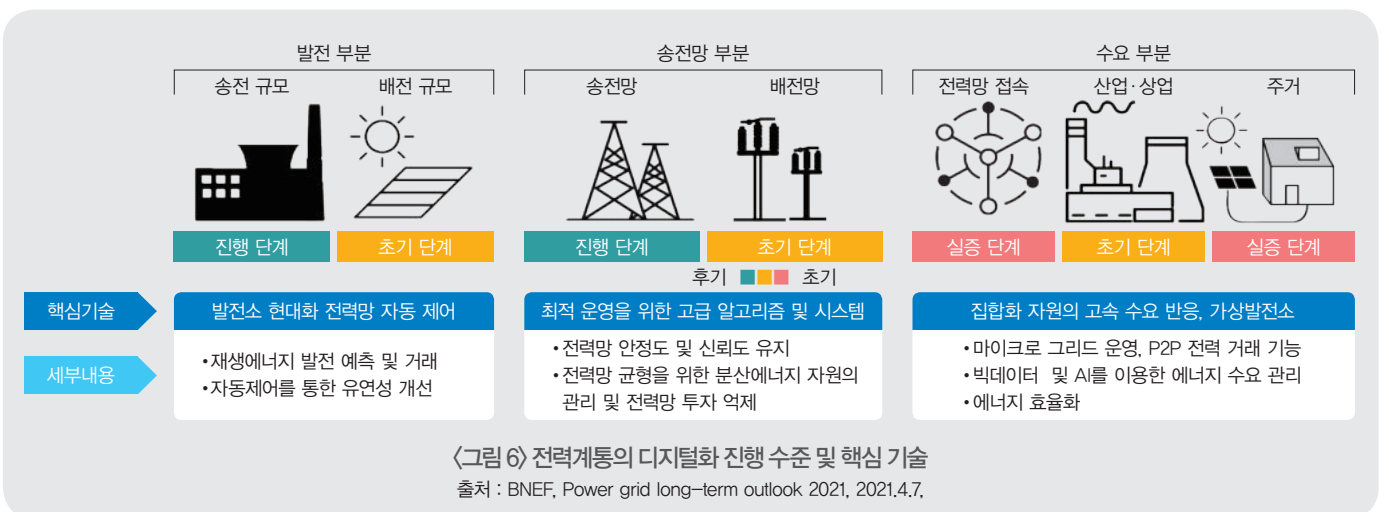 발전 부분
송전망 부분
수요 부분
송전 규모
배전 규모
송전망
배전망
전력망 접속
산업·상업
주거
진행 단계
초기 단계
진행 단계
초기 단계
실증 단계
초기 단계
실증 단계
후기
초기
핵심기술
발전소 현대화 전력망 자동 제어
최적 운영을 위한 고급 알고리즘 및 시스템
집합화 자원의 고속 수요 반응, 가상발전소
세부내용
•재생에너지 발전 예측 및 거래
•자동제어를 통한 유연성 개선
•전력망 안정도 및 신뢰도 유지
•전력망 균형을 위한 분산에너지 자원의
관리 및 전력망 투자 억제
•마이크로 그리드 운영, P2P 전력 거래 기능
•빅데이터 및 AI를 이용한 에너지 수요 관리
•에너지 효율화
〈그림 6〉 전력계통의 디지털화 진행 수준 및 핵심 기술
출처 : BNEF, Power grid long-term outlook 2021, 2021.4.7,